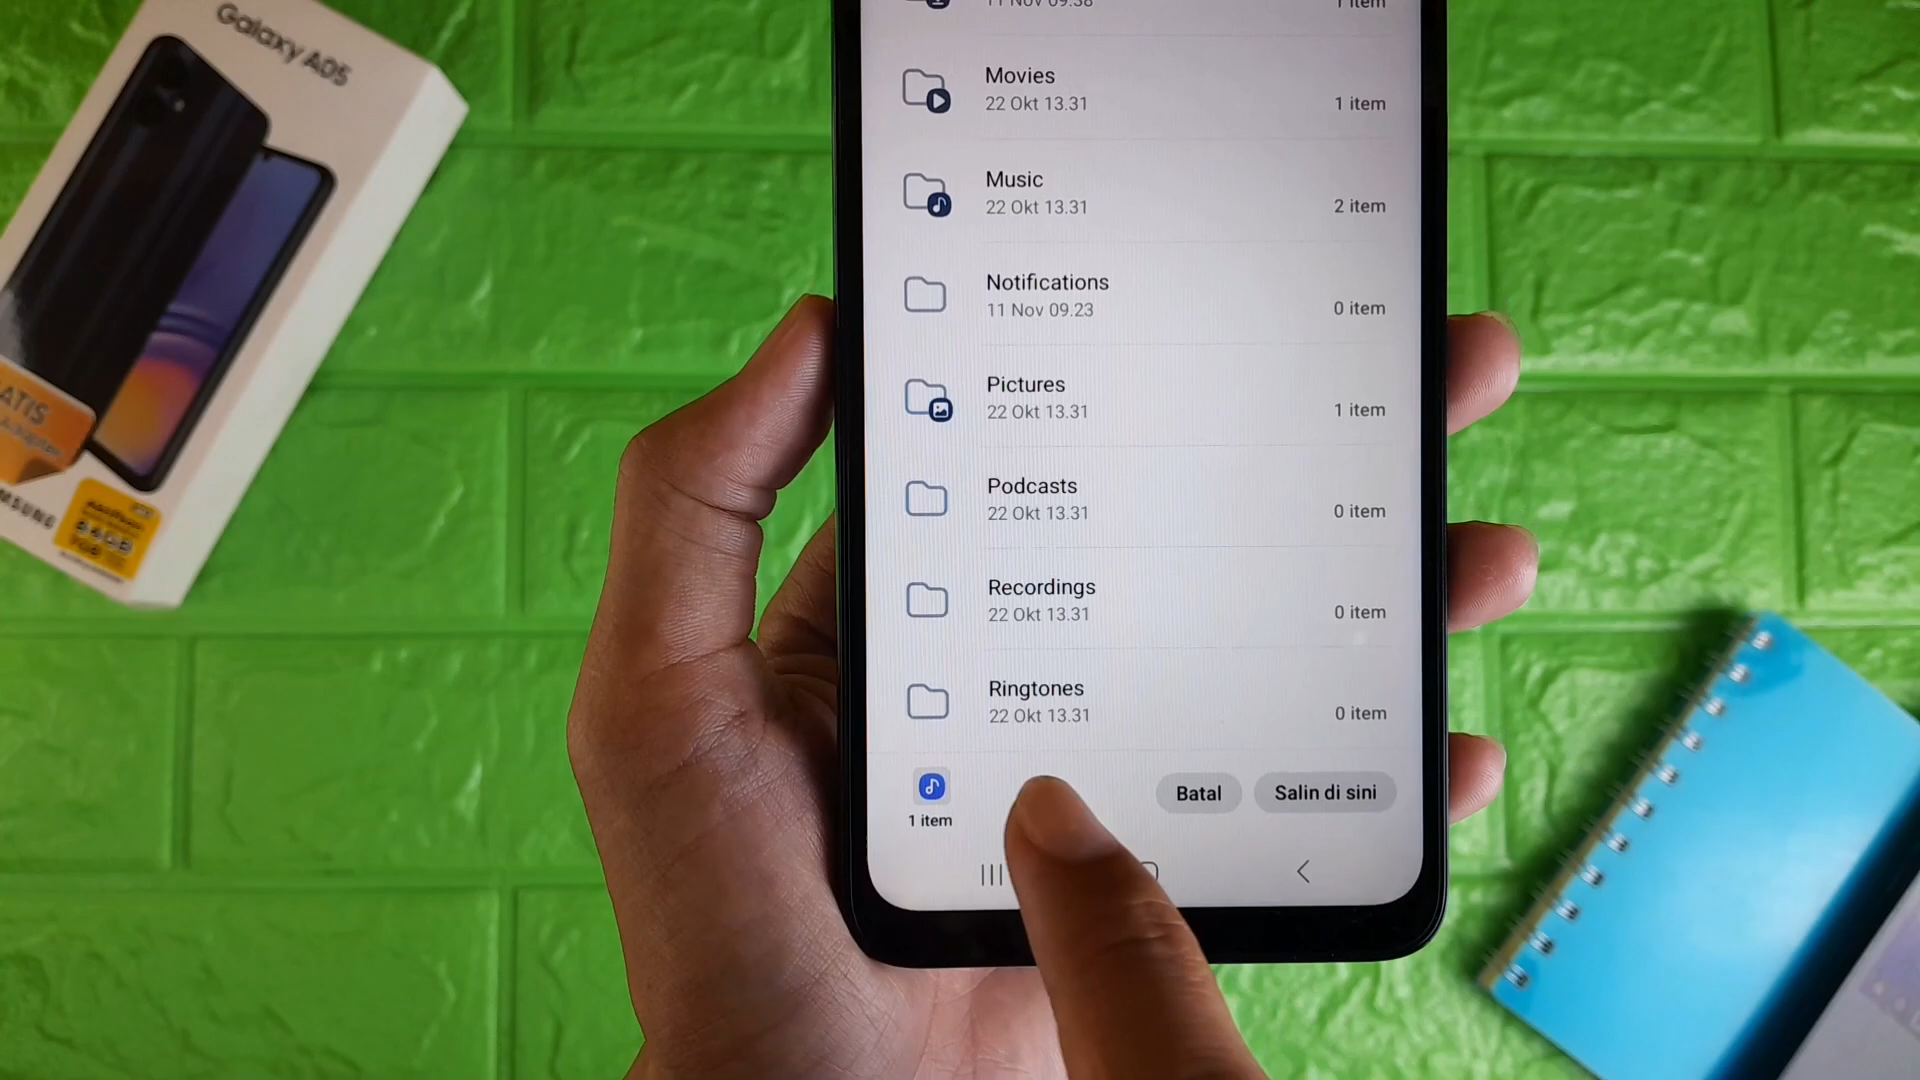 Galaxy A05
11 Nov 09.38
1 item
Movies
22 Okt 13.31
1 item
Music
22 Okt 13.31
2 item
Notifications
11 Nov 09.23
0 item
Pictures
22 Okt 13.31
1 item
Podcasts
22 Okt 13.31
0 item
Recordings
22 Okt 13.31
0 item
Ringtones
22 Okt 13.31
0 item
1 item
Batal
Salin di sini